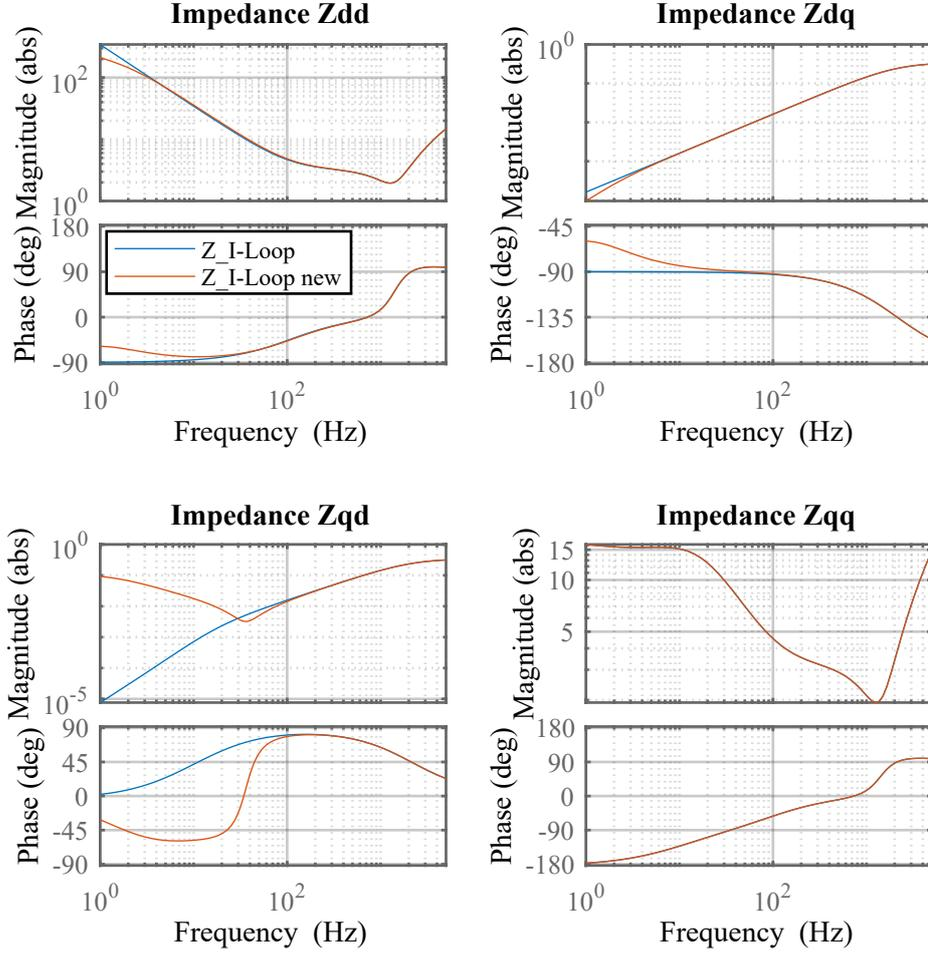 Impedance Zdd
Magnitude (abs)
10^2
10^0
Phase (deg)
180
90
0
-90
Z_I-Loop
Z_I-Loop new
10^0
10^2
Frequency (Hz)
Impedance Zdq
Magnitude (abs)
10^0
Phase (deg)
-45
-90
-135
-180
10^0
10^2
Frequency (Hz)
Impedance Zqd
Magnitude (abs)
10^0
10^-5
Phase (deg)
90
45
0
-45
-90
10^0
10^2
Frequency (Hz)
Impedance Zqq
Magnitude (abs)
15
10
5
Phase (deg)
180
90
0
-90
-180
10^0
10^2
Frequency (Hz)